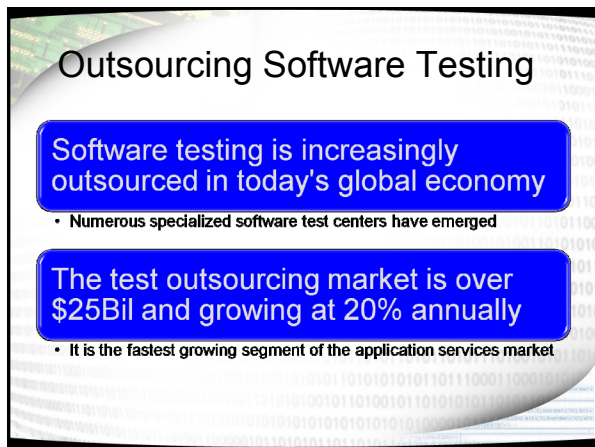 Outsourcing Software Testing
Software testing is increasingly
outsourced in today's global economy
• Numerous specialized software test centers have emerged
The test outsourcing market is over
$25Bil and growing at 20% annually
• It is the fastest growing segment of the application services market